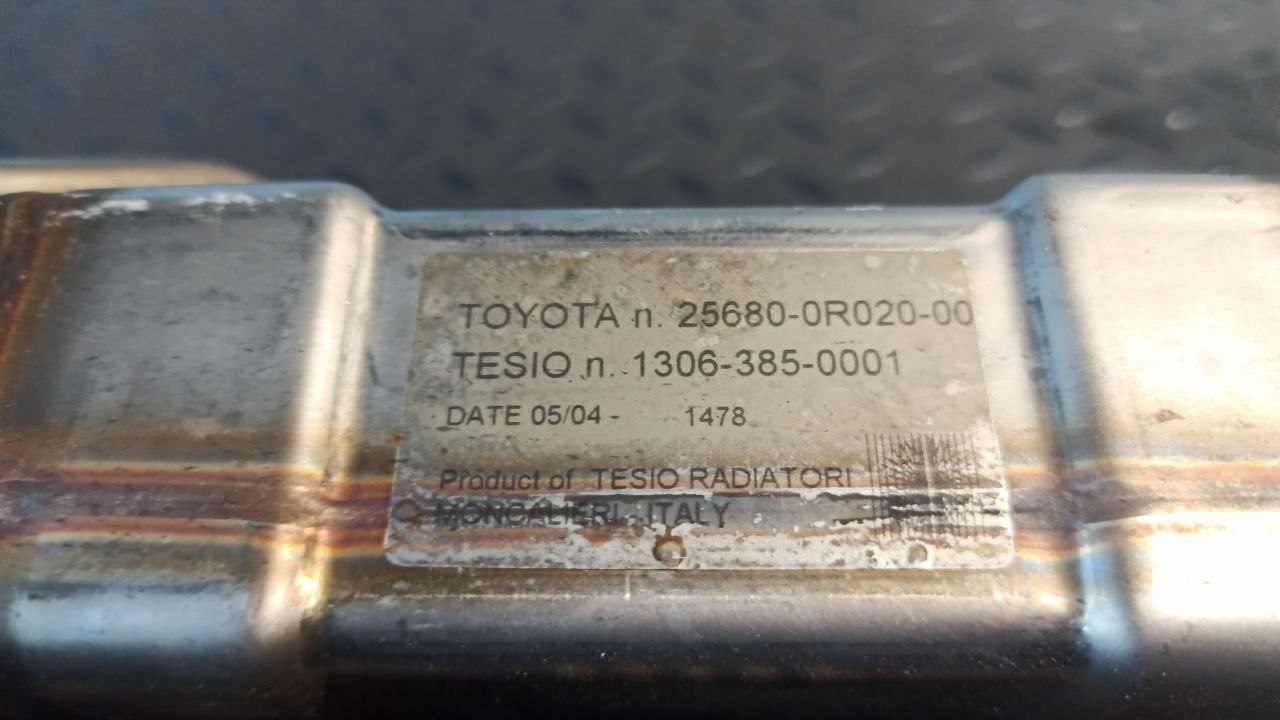 TOYOTA n. 25680-0R020-00
TESIO n. 1306-385-0001
DATE 05/04 - 1478
Product of TESIO RADIATORI
MONCALIERI - ITALY